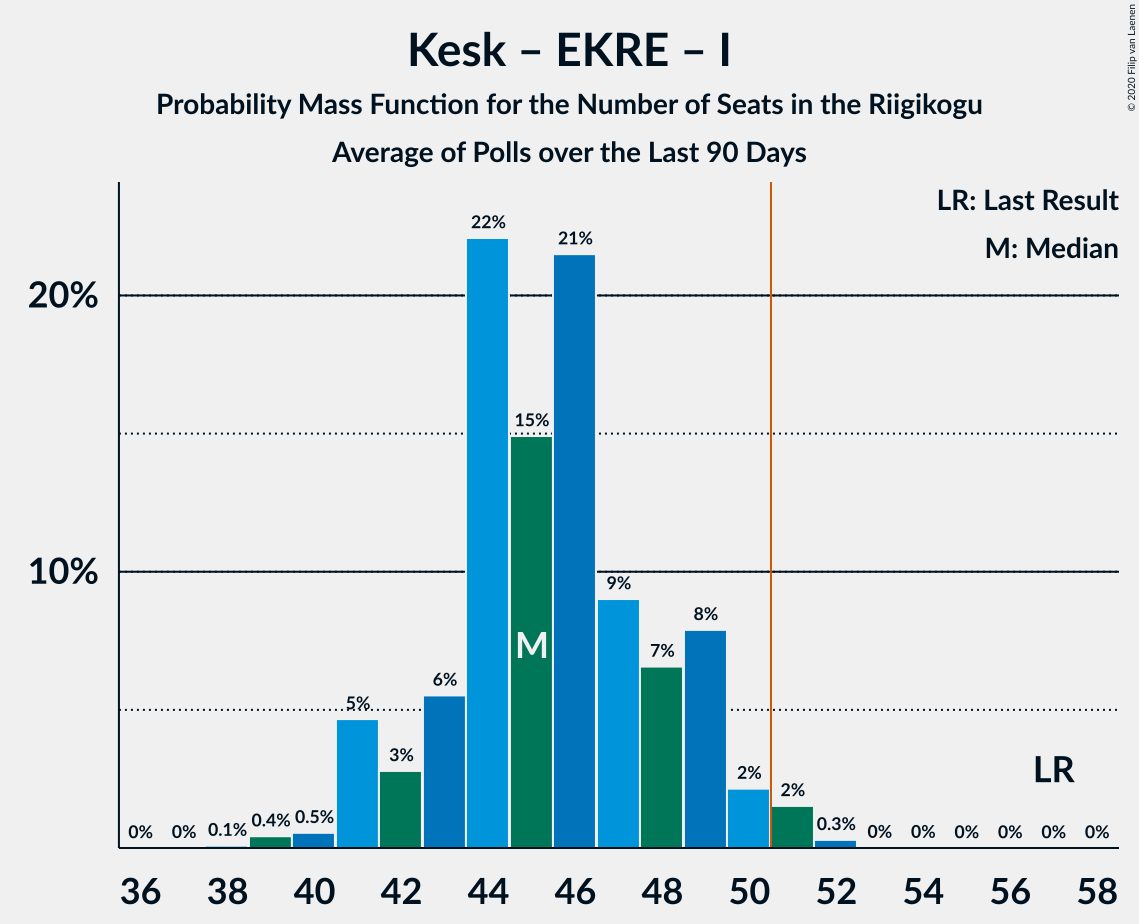 Kesk – EKRE – I
Probability Mass Function for the Number of Seats in the Riigikogu
Average of Polls over the Last 90 Days
© 2020 Filip van Laenen
LR: Last Result
M: Median
20%
10%
0%
0%
0.1%
0.4%
0.5%
5%
3%
6%
22%
15%
21%
9%
7%
8%
2%
2%
0.3%
0%
0%
0%
0%
0%
0%
M
LR
36 38 40 42 44 46 48 50 52 54 56 58